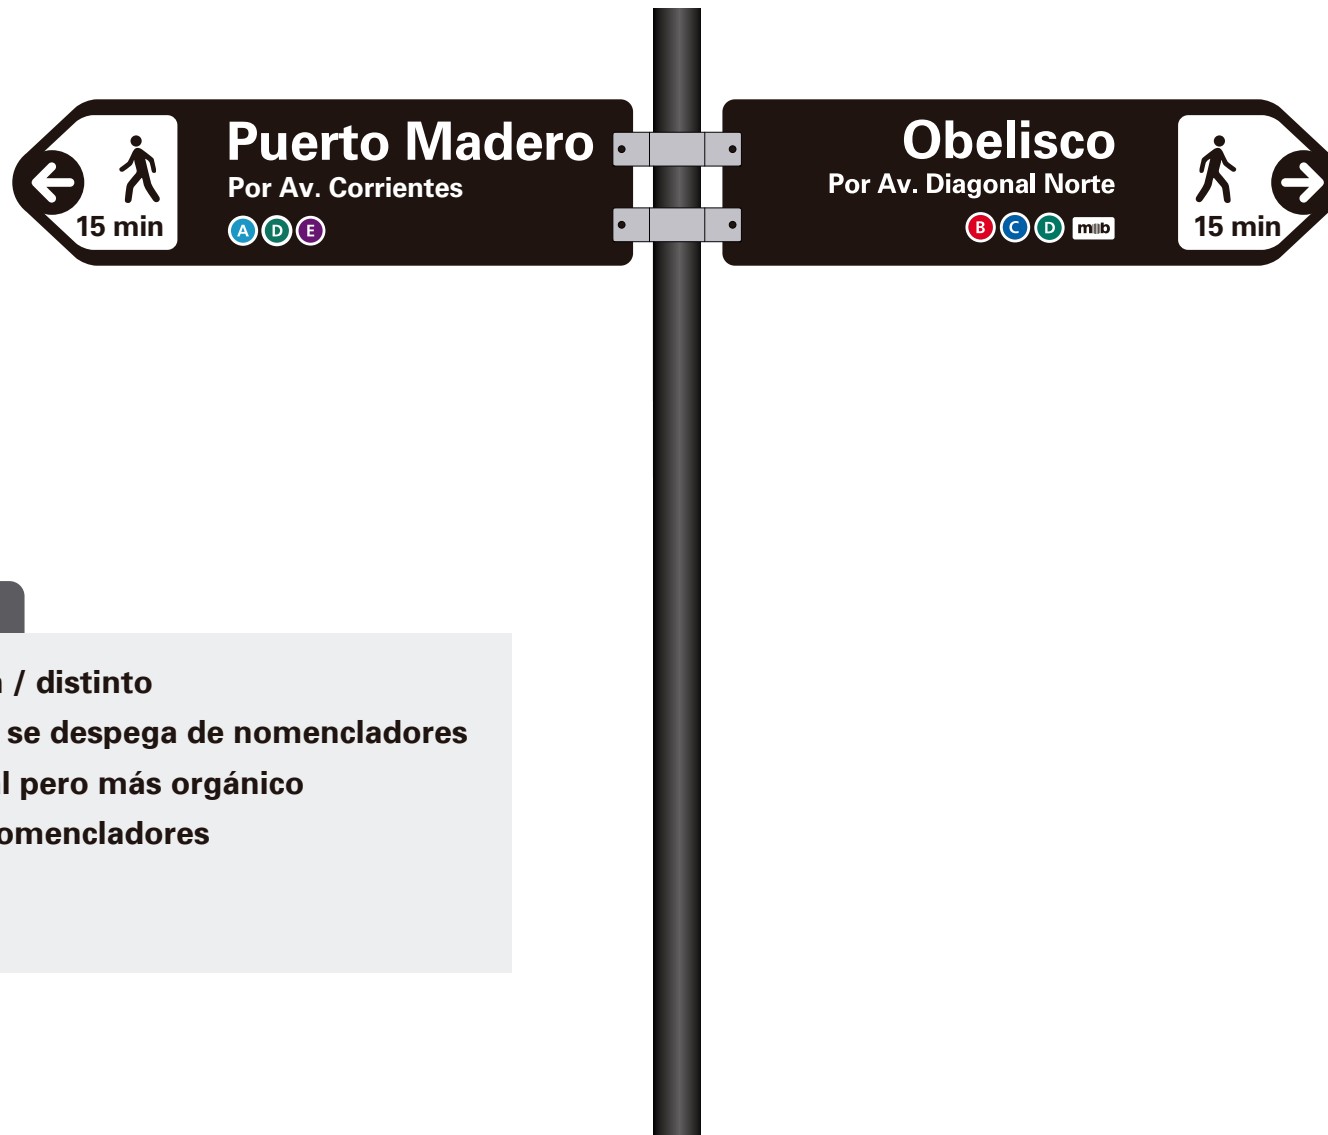 Puerto Madero
Por Av. Corrientes
A D E
15 min
Obelisco
Por Av. Diagonal Norte
B C D mub
15 min
/ distinto
se despega de nomencladores
pero más orgánico
omencladores